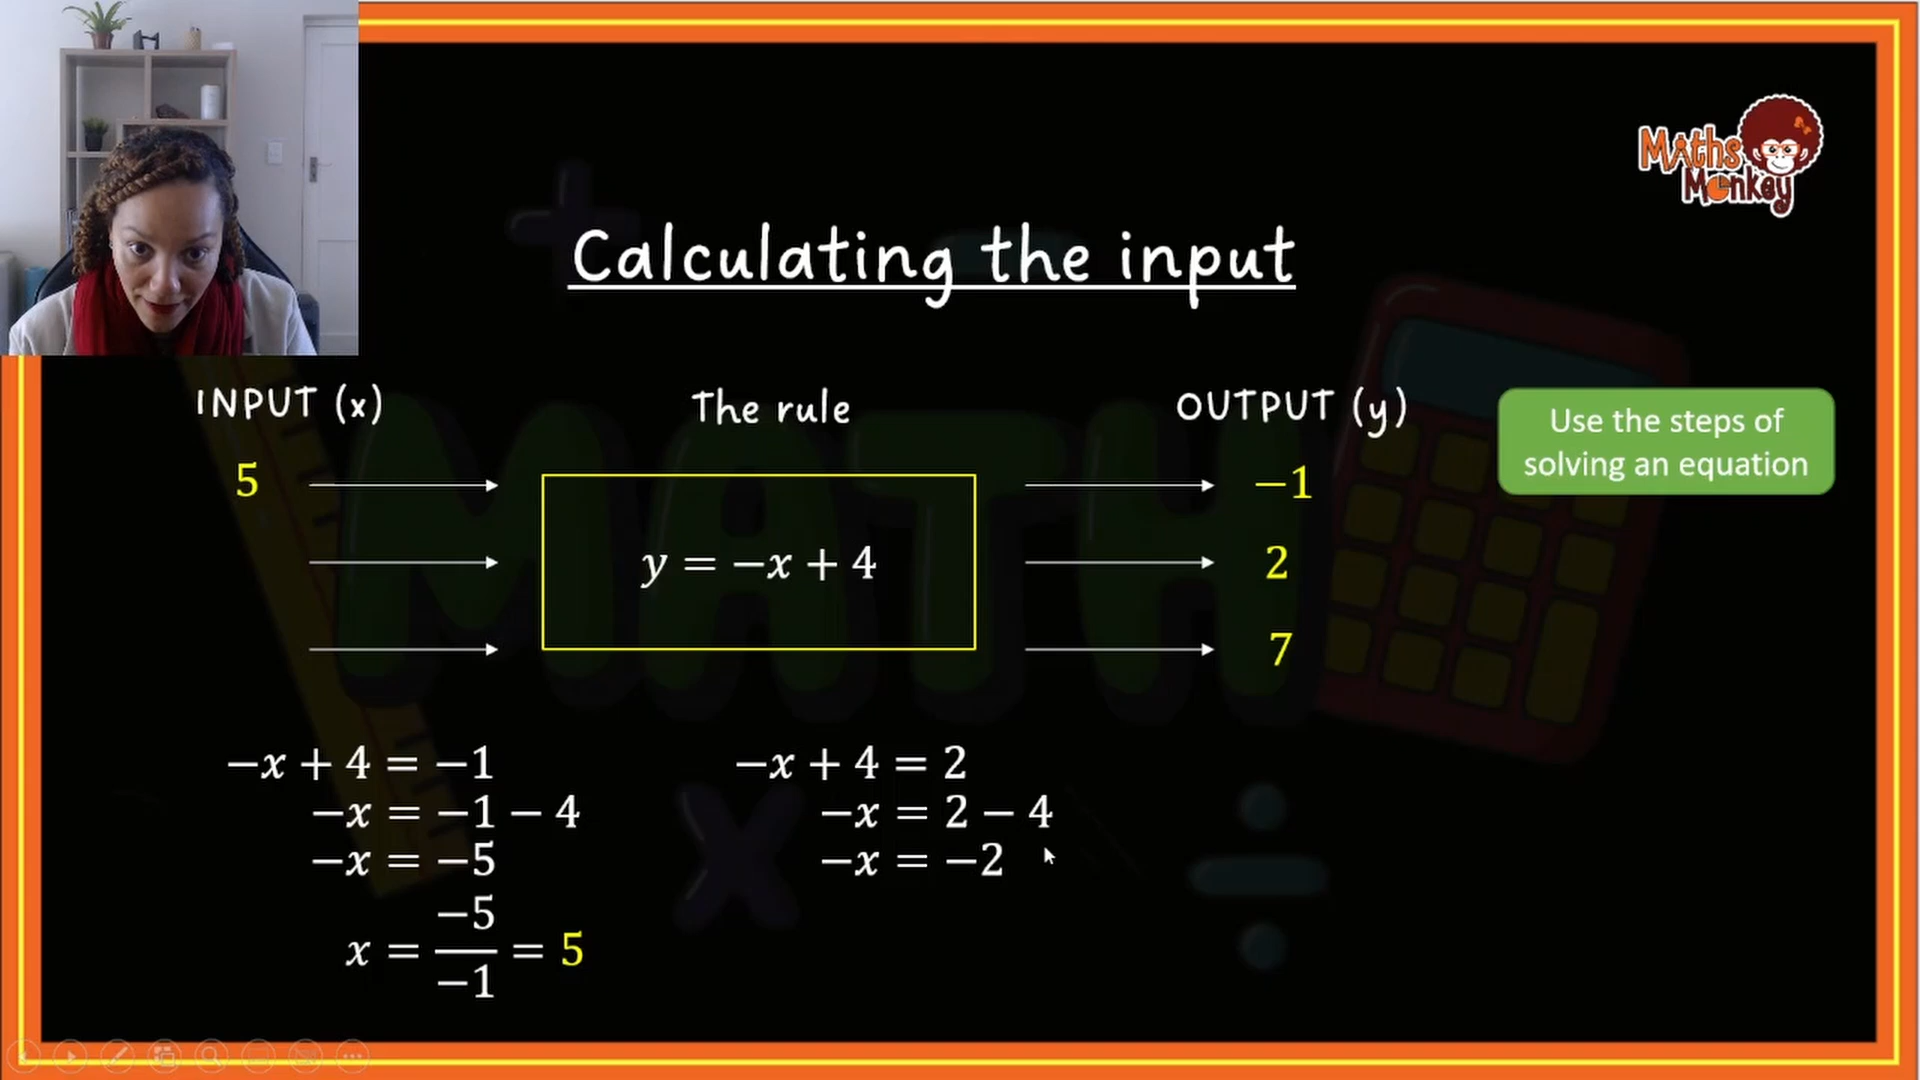 Maths
Monkey
Calculating the input
INPUT (x)
The rule
OUTPUT (y)
Use the steps of
solving an equation
5
y = −x + 4
−1
2
7
−x + 4 = −1
−x = −1 − 4
−x = −5
x = −5/−1 = 5
−x + 4 = 2
−x = 2 − 4
−x = −2
MATH